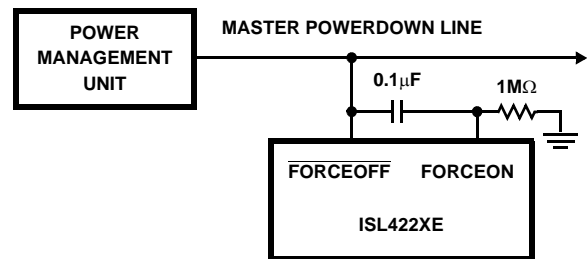 POWER
MANAGEMENT
UNIT
MASTER POWERDOWN LINE
0.1μF
1MΩ
FORCEOFF FORCEON
ISL422XE